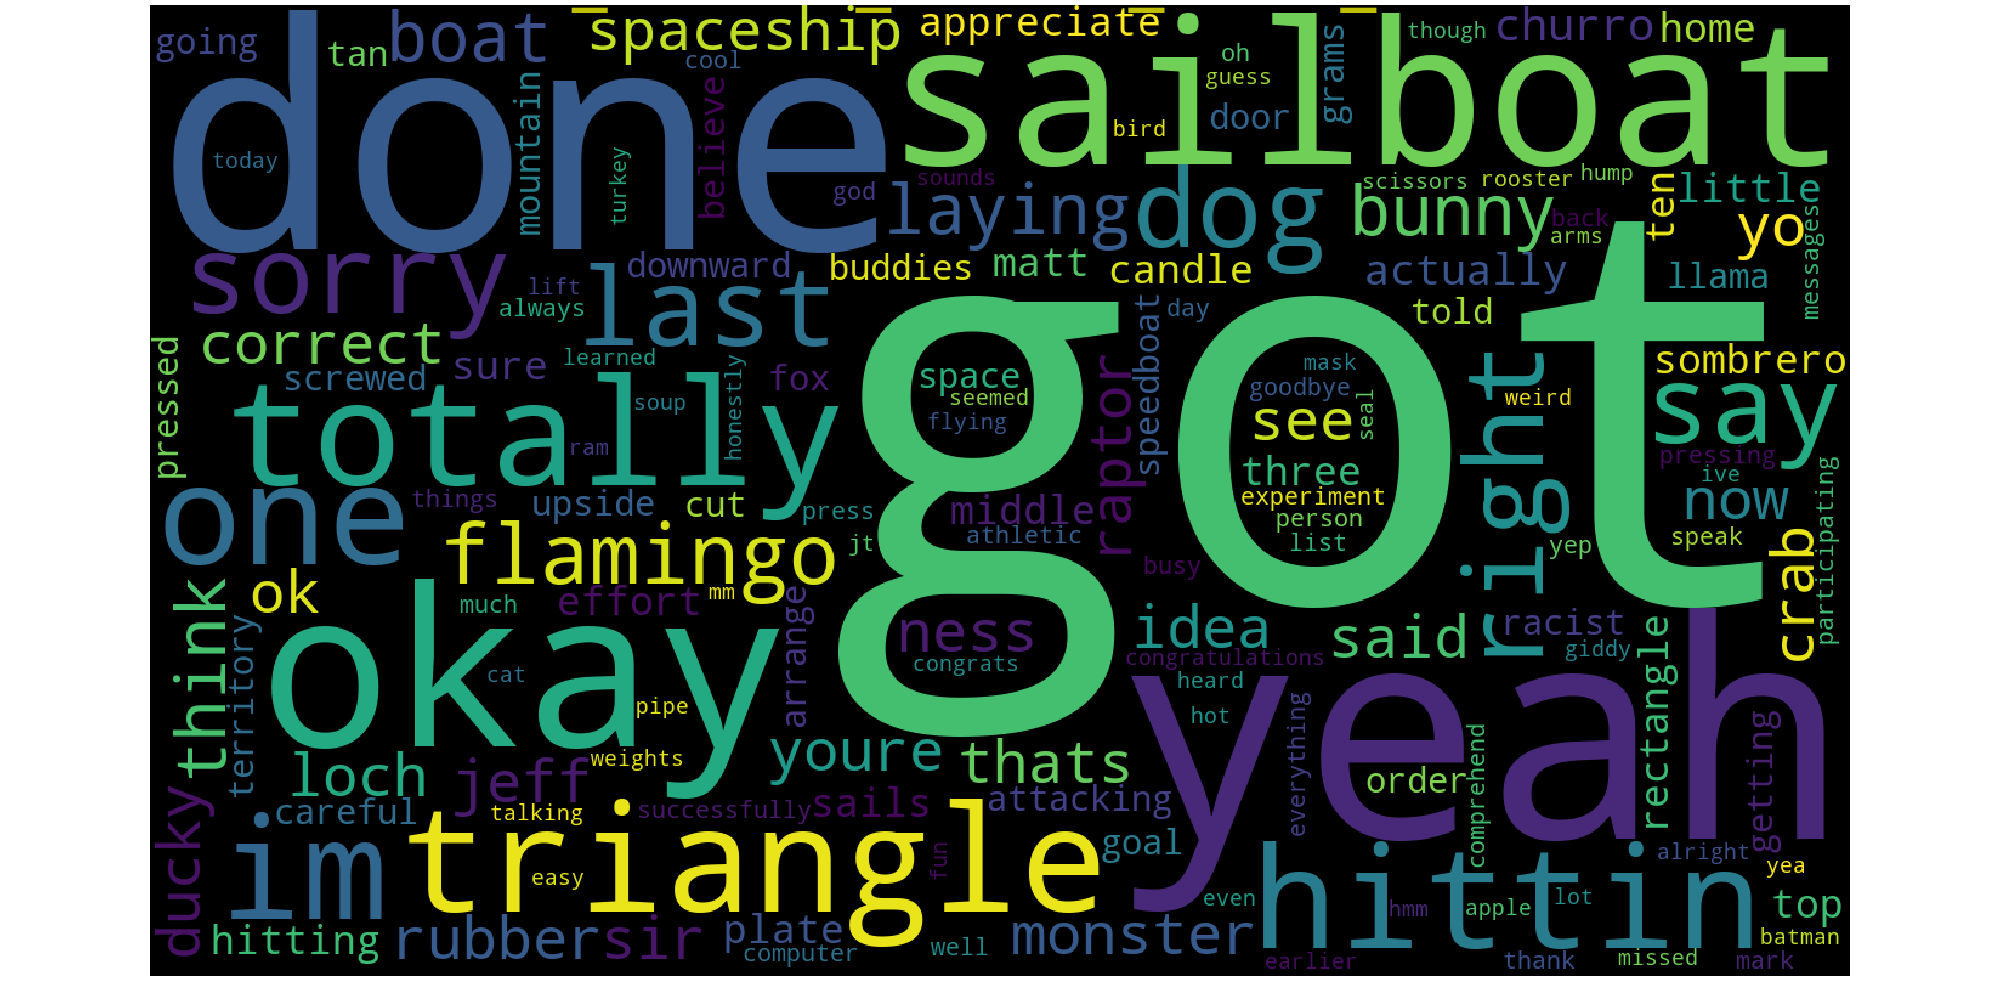 going
tan
boat
spaceship
appreciate
though
churro
home
cool
oh
guess
grams
door
bird
done
sailboat
mountain
believe
today
turkey
god
sounds
laying
dog
scissors
rooster
hump
bunny
back
arms
ten
little
yo
messages
sorry
lift
always
last
downward
buddies
matt
candle
actually
llama
told
day
speedboat
correct
screwed
sure
learned
soup
honestly
fox
pressed
totally
ram
space
seemed
flying
raptor
mask
goodbye
see
seal
three
experiment
person
list
got
right
weird
sombrero
say
pressing
ive
now
speak
yep
crab
participating
one
things
upside
cut
press
middle
athletic
jt
flamingo
busy
ok
much
effort
mm
think
territory
okay
cat
pipe
arrange
ness
congrats
idea
congratulations
heard
hot
said
racist
giddy
rectangle
yeah
loch
jeff
weights
youre
thats
everything
order
comprehend
getting
ducky
careful
talking
successfully
sails
attacking
goal
im
triangle
easy
fun
hittin
alright
yea
even
hmm
apple
lot
top
hitting
rubber
sir
plate
computer
well
monster
earlier
thank
missed
batman
mark